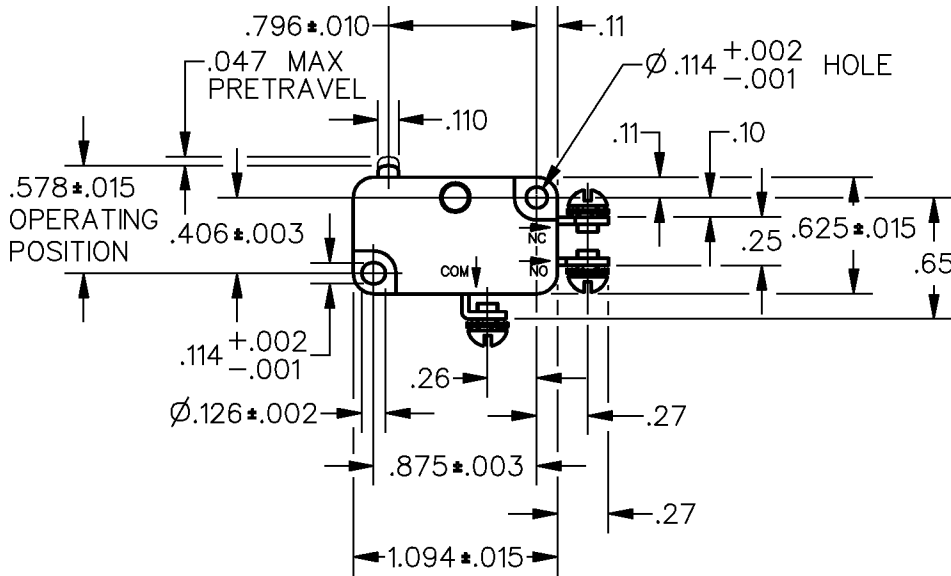 .796±.010
.11
.047 MAX
PRETRAVEL
Ø.114 +.002
-.001 HOLE
.110
.11
.10
.578±.015
OPERATING
POSITION
.406±.003
NC
.25
.625±.015
COM
NO
.65
.114 +.002
-.001
.26
Ø.126±.002
.27
.875±.003
.27
1.094±.015